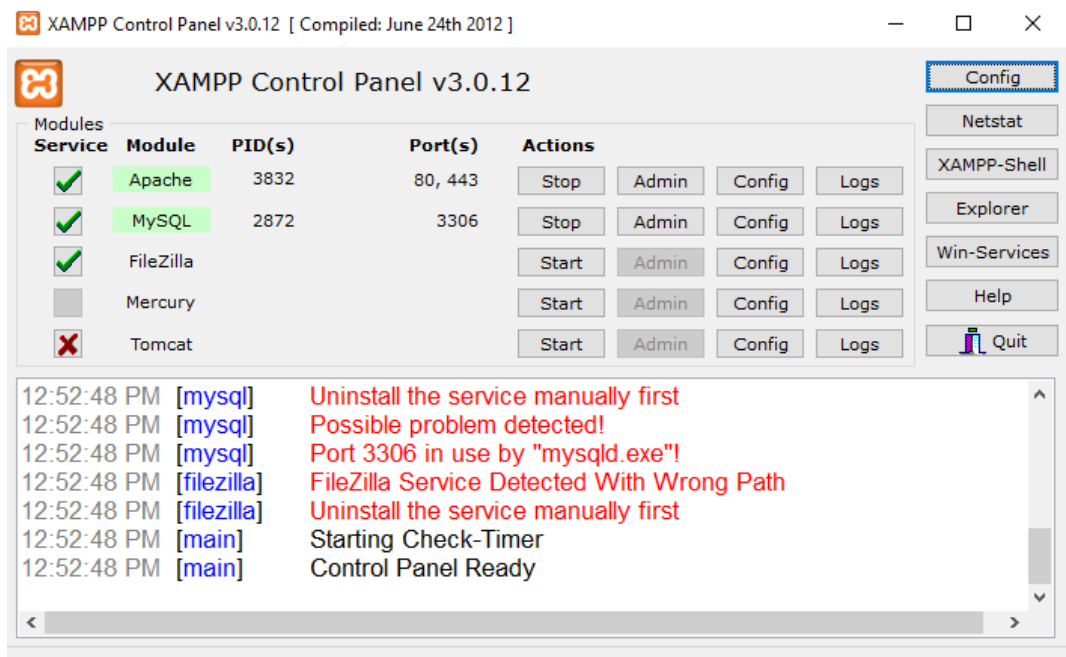 XAMPP Control Panel v3.0.12 [ Compiled: June 24th 2012 ]
XAMPP Control Panel v3.0.12
Config
Modules
Netstat
Service Module PID(s) Port(s) Actions
XAMPP-Shell
Apache 3832 80, 443 Stop Admin Config Logs
Explorer
MySQL 2872 3306 Stop Admin Config Logs
Win-Services
FileZilla Start Admin Config Logs
Help
Mercury Start Admin Config Logs
Quit
Tomcat Start Admin Config Logs
12:52:48 PM [mysql] Uninstall the service manually first
12:52:48 PM [mysql] Possible problem detected!
12:52:48 PM [mysql] Port 3306 in use by "mysqld.exe"!
12:52:48 PM [filezilla] FileZilla Service Detected With Wrong Path
12:52:48 PM [filezilla] Uninstall the service manually first
12:52:48 PM [main] Starting Check-Timer
12:52:48 PM [main] Control Panel Ready